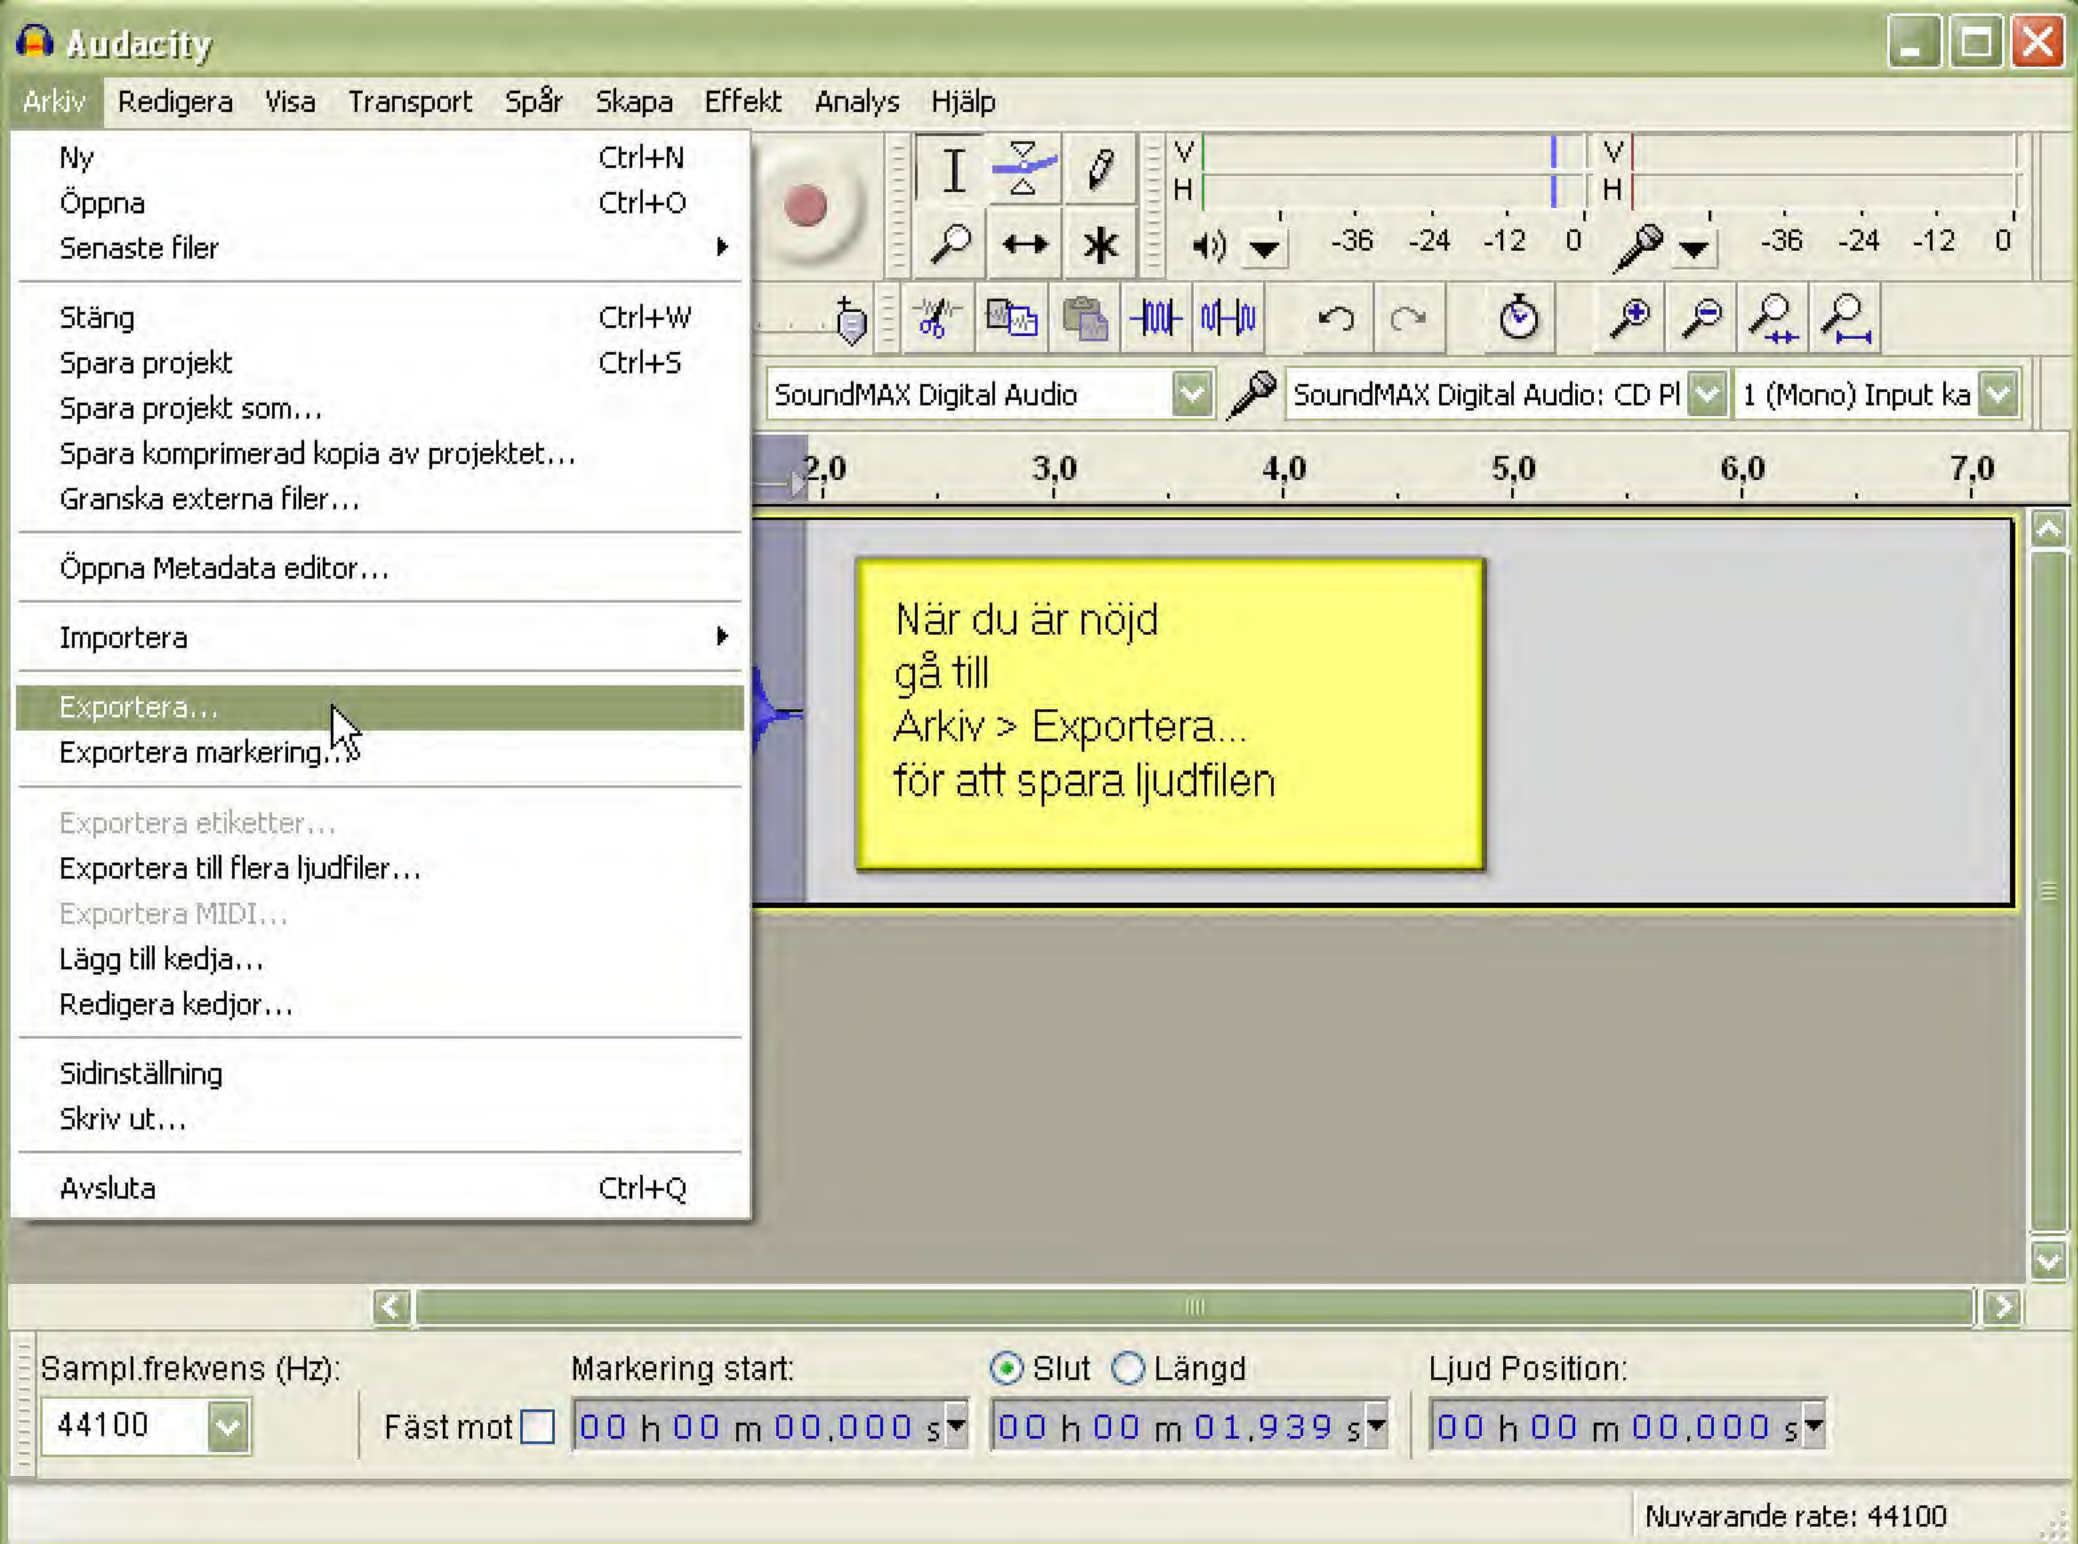 Audacity
Arkiv Redigera Visa Transport Spår Skapa Effekt Analys Hjälp
Ny Ctrl+N
Öppna Ctrl+O
Senaste filer
Stäng Ctrl+W
Spara projekt Ctrl+S
Spara projekt som...
Spara komprimerad kopia av projektet...
Granska externa filer...
Öppna Metadata editor...
Importera
Exportera...
Exportera markering...
Exportera etiketter...
Exportera till flera ljudfiler...
Exportera MIDI...
Lägg till kedja...
Redigera kedjor...
Sidinställning
Skriv ut...
Avsluta Ctrl+Q
V V
H H
-36 -24 -12 0 -36 -24 -12 0
SoundMAX Digital Audio SoundMAX Digital Audio: CD Pl 1 (Mono) Input ka
2,0 3,0 4,0 5,0 6,0 7,0
När du är nöjd
gå till
Arkiv > Exportera...
för att spara ljudfilen
Sampl.frekvens (Hz): Markering start: Slut Längd Ljud Position:
44100 Fäst mot 00 h 00 m 00.000 s 00 h 00 m 01.939 s 00 h 00 m 00.000 s
Nuvarande rate: 44100